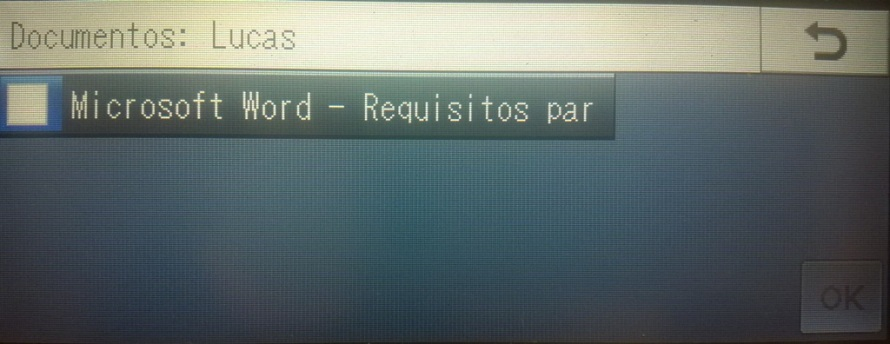 Documentos: Lucas
Microsoft Word - Requisitos par
OK